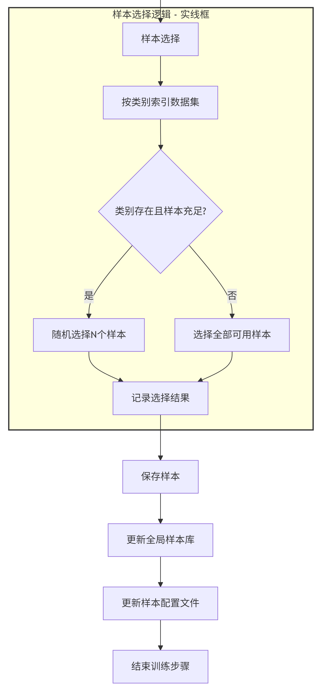 样本选择逻辑 - 实线框
样本选择
按类别索引数据集
类别存在且样本充足?
是
否
随机选择N个样本
选择全部可用样本
记录选择结果
保存样本
更新全局样本库
更新样本配置文件
结束训练步骤